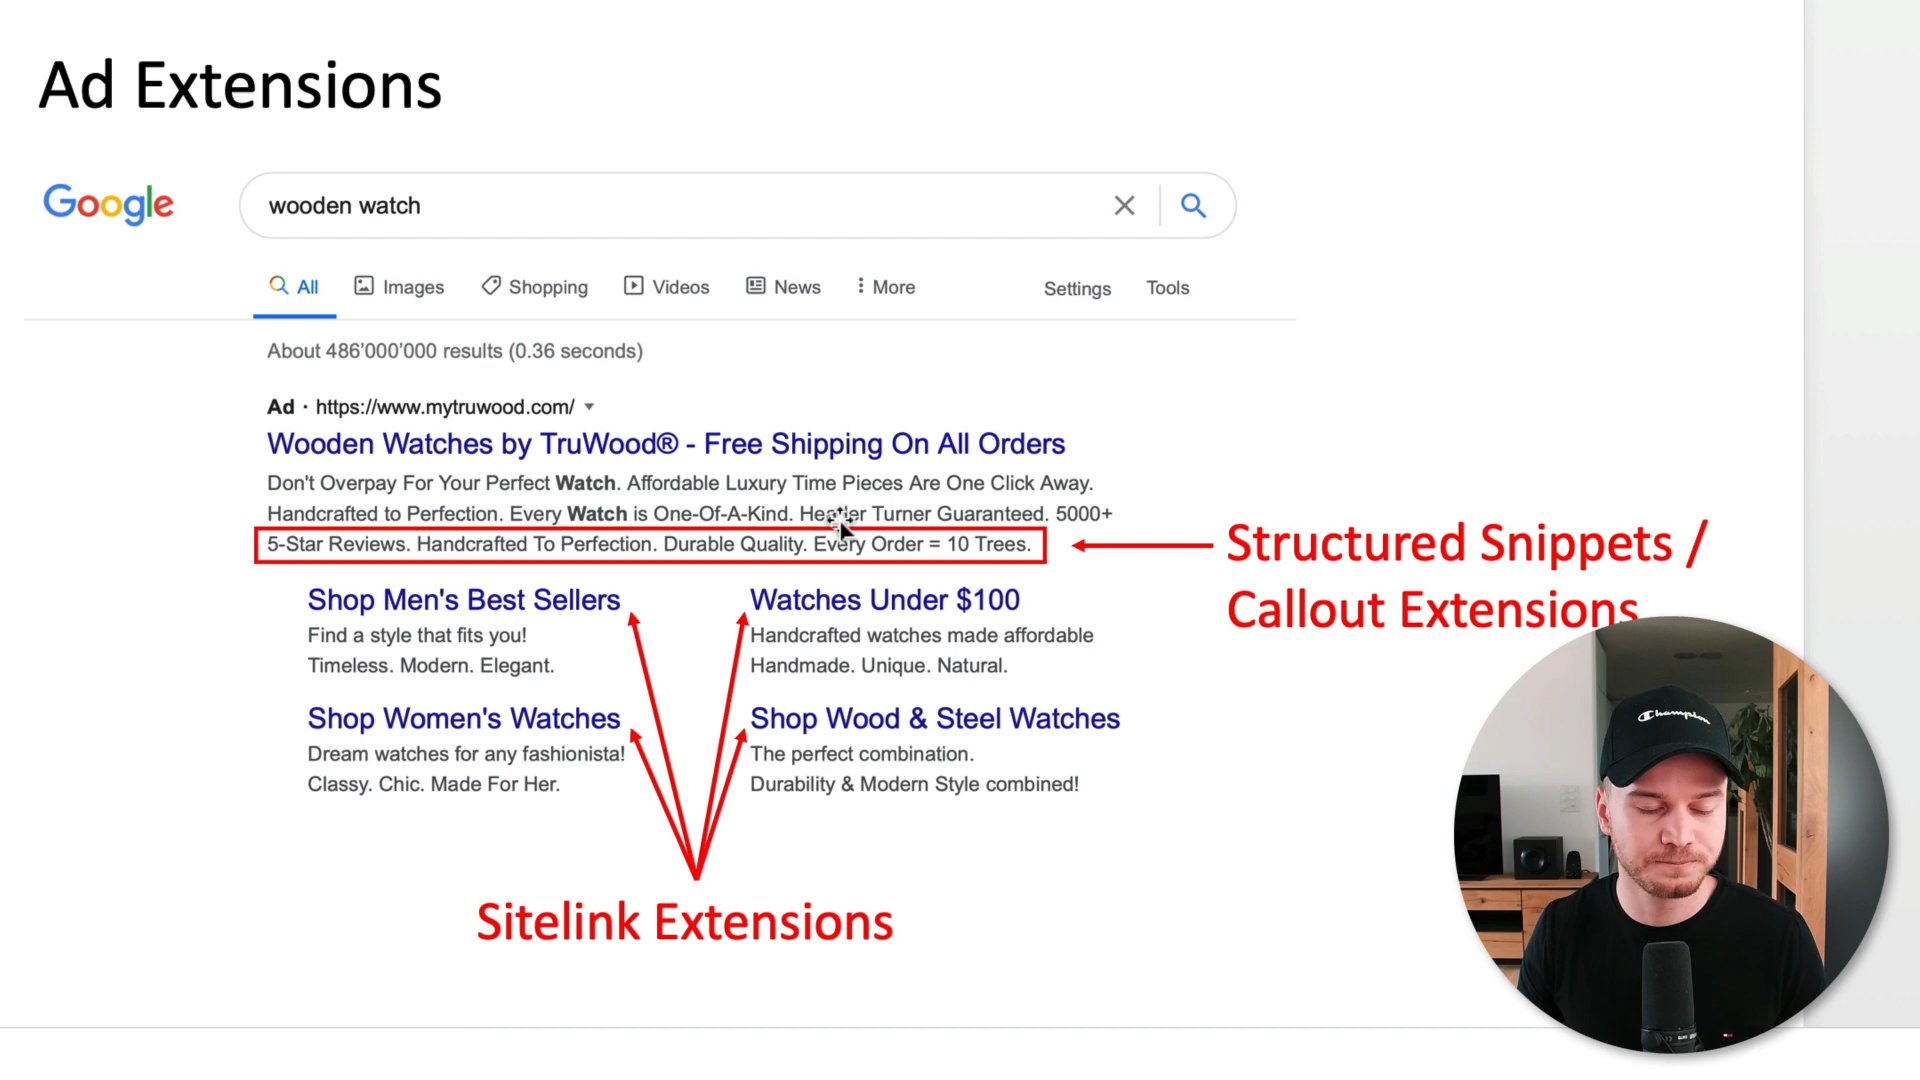 Ad Extensions
Google
wooden watch
All Images Shopping Videos News More Settings Tools
About 486'000'000 results (0.36 seconds)
Ad · https://www.mytruwood.com/
Wooden Watches by TruWood® - Free Shipping On All Orders
Don't Overpay For Your Perfect Watch. Affordable Luxury Time Pieces Are One Click Away.
Handcrafted to Perfection. Every Watch is One-Of-A-Kind. Turner Guaranteed. 5000+
5-Star Reviews. Handcrafted To Perfection. Durable Quality. Every Order = 10 Trees.
Structured Snippets /
Callout Extensions
Shop Men's Best Sellers
Find a style that fits you!
Timeless. Modern. Elegant.
Watches Under $100
Handcrafted watches made affordable
Handmade. Unique. Natural.
Shop Women's Watches
Dream watches for any fashionista!
Classy. Chic. Made For Her.
Shop Wood & Steel Watches
The perfect combination.
Durability & Modern Style combined!
Sitelink Extensions
Champion